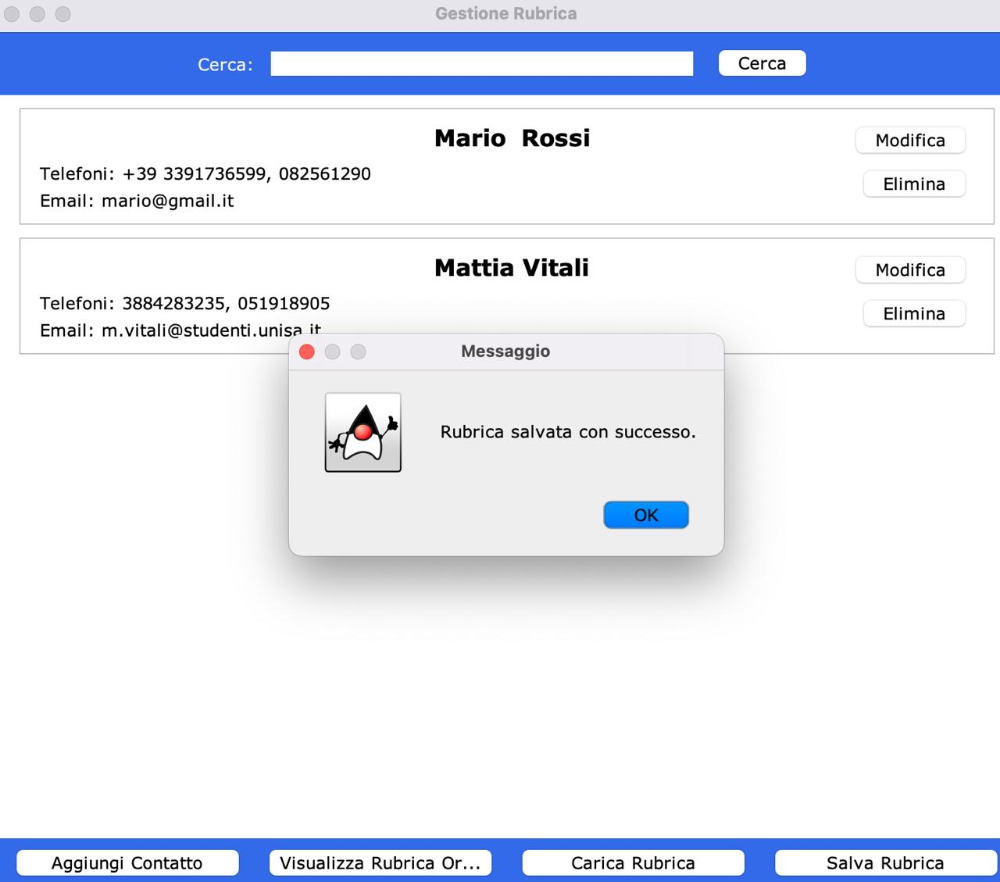 Gestione Rubrica
Cerca:
Cerca
Mario  Rossi
Modifica
Telefoni: +39 3391736599, 082561290
Elimina
Email: mario@gmail.it
Mattia Vitali
Modifica
Telefoni: 3884283235, 051918905
Elimina
Email: m.vitali@studenti.unisa.it
Messaggio
Rubrica salvata con successo.
OK
Aggiungi Contatto
Visualizza Rubrica Or...
Carica Rubrica
Salva Rubrica